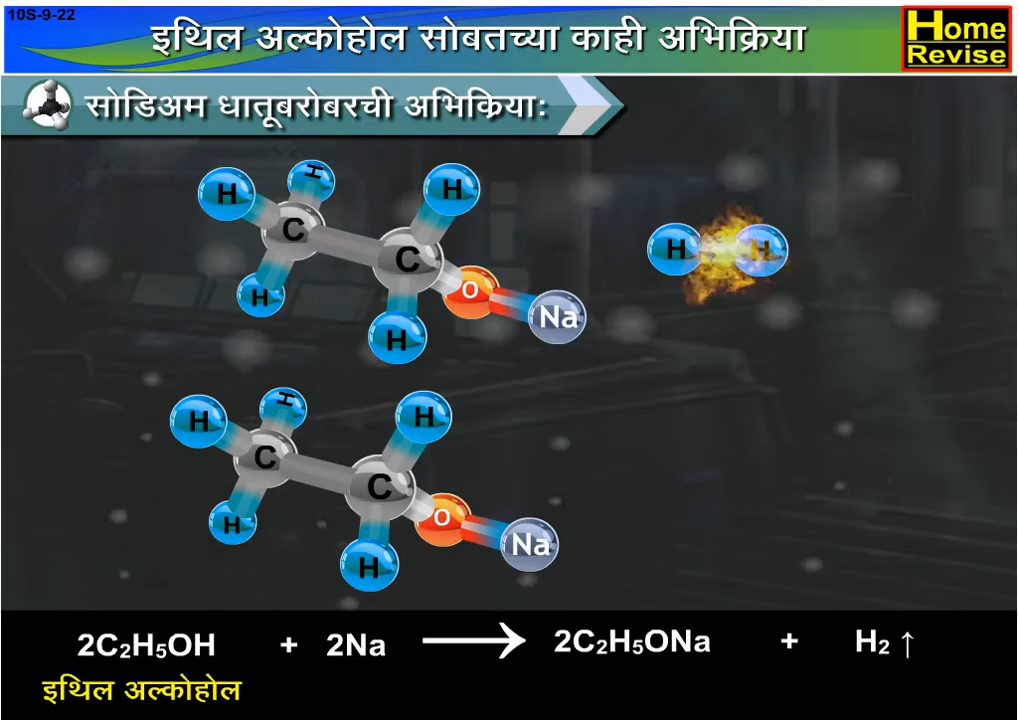 10S-9-22
इथिल अल्कोहोल सोबतच्या काही अभिक्रिया
Home
Revise
सोडिअम धातूबरोबरची अभिक्रिया:
H H H
C
C
H
O
Na
H
H H
H H H
C
C
H
O
Na
H
2C₂H₅OH + 2Na ⟶ 2C₂H₅ONa + H₂ ↑
इथिल अल्कोहोल